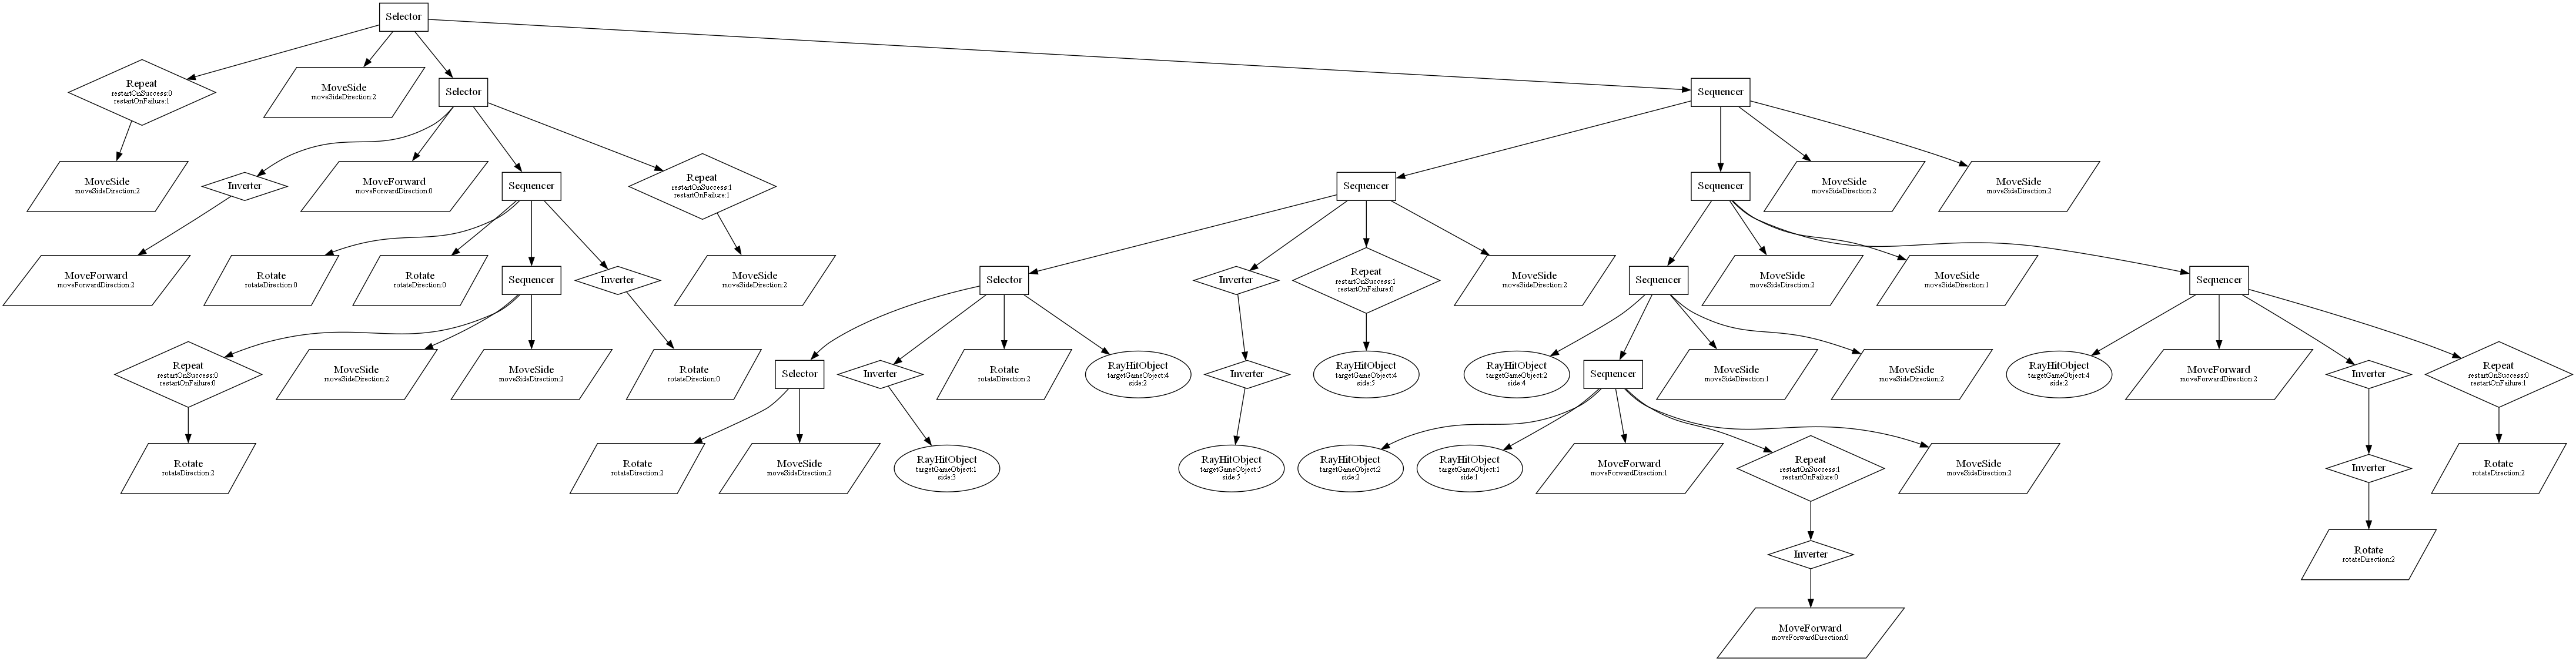 Selector
Repeat
restartOnSuccess:0
restartOnFailure:1
MoveSide
moveSideDirection:2
Selector
Sequencer
MoveSide
moveSideDirection:2
Inverter
MoveForward
moveForwardDirection:0
Sequencer
Repeat
restartOnSuccess:1
restartOnFailure:1
Sequencer
Sequencer
MoveSide
moveSideDirection:2
MoveSide
moveSideDirection:2
MoveForward
moveForwardDirection:2
Rotate
rotateDirection:0
Rotate
rotateDirection:0
Sequencer
Inverter
MoveSide
moveSideDirection:2
Selector
Inverter
Repeat
restartOnSuccess:1
restartOnFailure:0
MoveSide
moveSideDirection:2
Sequencer
MoveSide
moveSideDirection:2
MoveSide
moveSideDirection:1
Sequencer
Repeat
restartOnSuccess:0
restartOnFailure:0
MoveSide
moveSideDirection:2
MoveSide
moveSideDirection:2
Rotate
rotateDirection:0
Selector
Inverter
Rotate
rotateDirection:2
RayHitObject
targetGameObject:4
side:2
Inverter
RayHitObject
targetGameObject:4
side:5
RayHitObject
targetGameObject:2
side:4
Sequencer
MoveSide
moveSideDirection:1
MoveSide
moveSideDirection:2
RayHitObject
targetGameObject:4
side:2
MoveForward
moveForwardDirection:2
Inverter
Repeat
restartOnSuccess:0
restartOnFailure:1
Rotate
rotateDirection:2
Rotate
rotateDirection:2
MoveSide
moveSideDirection:2
RayHitObject
targetGameObject:1
side:3
RayHitObject
targetGameObject:5
side:5
RayHitObject
targetGameObject:2
side:2
RayHitObject
targetGameObject:1
side:1
MoveForward
moveForwardDirection:1
Repeat
restartOnSuccess:1
restartOnFailure:0
MoveSide
moveSideDirection:2
Inverter
Rotate
rotateDirection:2
Inverter
Rotate
rotateDirection:2
MoveForward
moveForwardDirection:0